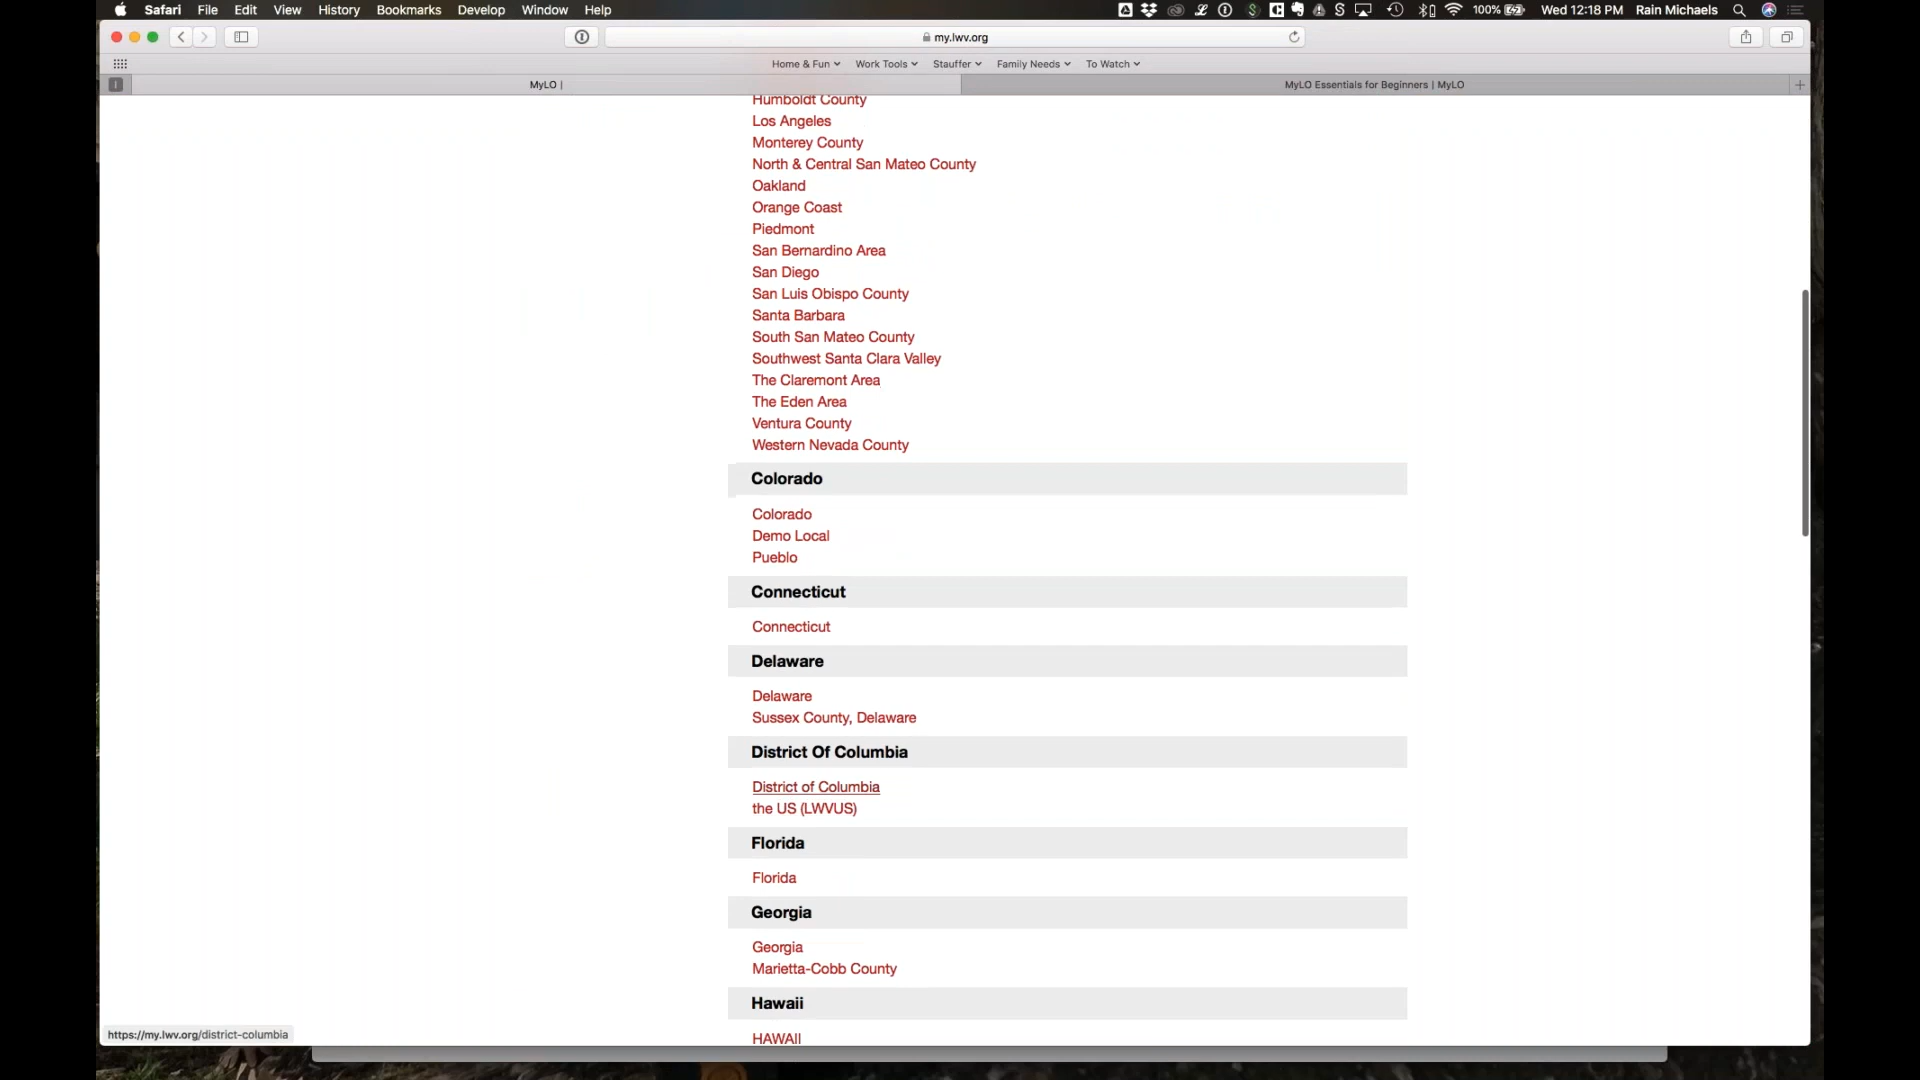 Safari File Edit View History Bookmarks Develop Window Help 100% Wed 12:18 PM Rain Michaels
my.lwv.org
Home & Fun Work Tools Stauffer Family Needs To Watch
MyLO | MyLO Essentials for Beginners | MyLO
Humboldt County
Los Angeles
Monterey County
North & Central San Mateo County
Oakland
Orange Coast
Piedmont
San Bernardino Area
San Diego
San Luis Obispo County
Santa Barbara
South San Mateo County
Southwest Santa Clara Valley
The Claremont Area
The Eden Area
Ventura County
Western Nevada County
Colorado
Colorado
Demo Local
Pueblo
Connecticut
Connecticut
Delaware
Delaware
Sussex County, Delaware
District Of Columbia
District of Columbia
the US (LWVUS)
Florida
Florida
Georgia
Georgia
Marietta-Cobb County
Hawaii
HAWAII
https://my.lwv.org/district-columbia